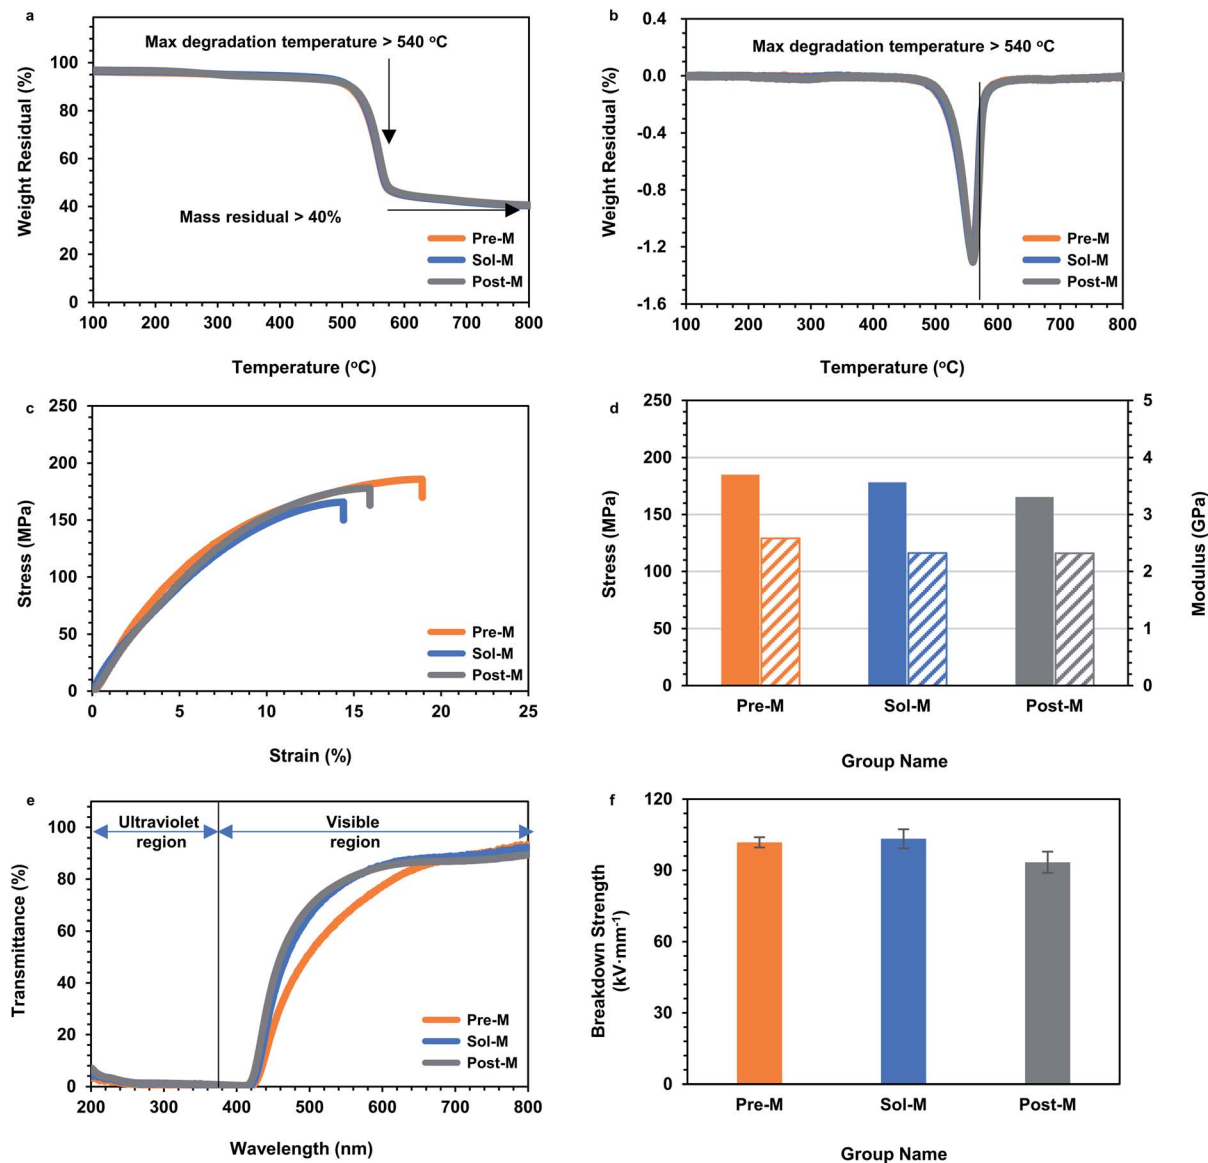 a
Max degradation temperature > 540 °C
Mass residual > 40%
Pre-M
Sol-M
Post-M
Weight Residual (%)
0
20
40
60
80
100
100
200
300
400
500
600
700
800
Temperature (°C)
b
Max degradation temperature > 540 °C
Pre-M
Sol-M
Post-M
Weight Residual (%)
0.4
0.0
-0.4
-0.8
-1.2
-1.6
100
200
300
400
500
600
700
800
Temperature (°C)
c
Pre-M
Sol-M
Post-M
Stress (MPa)
250
200
150
100
50
0
0
5
10
15
20
25
Strain (%)
d
Stress (MPa)
250
200
150
100
50
0
Modulus (GPa)
5
4
3
2
1
0
Pre-M
Sol-M
Post-M
Group Name
e
Ultraviolet
region
Visible
region
Pre-M
Sol-M
Post-M
Transmittance (%)
100
80
60
40
20
0
200
300
400
500
600
700
800
Wavelength (nm)
f
Breakdown Strength
(kV·mm⁻¹)
120
90
60
30
0
Pre-M
Sol-M
Post-M
Group Name